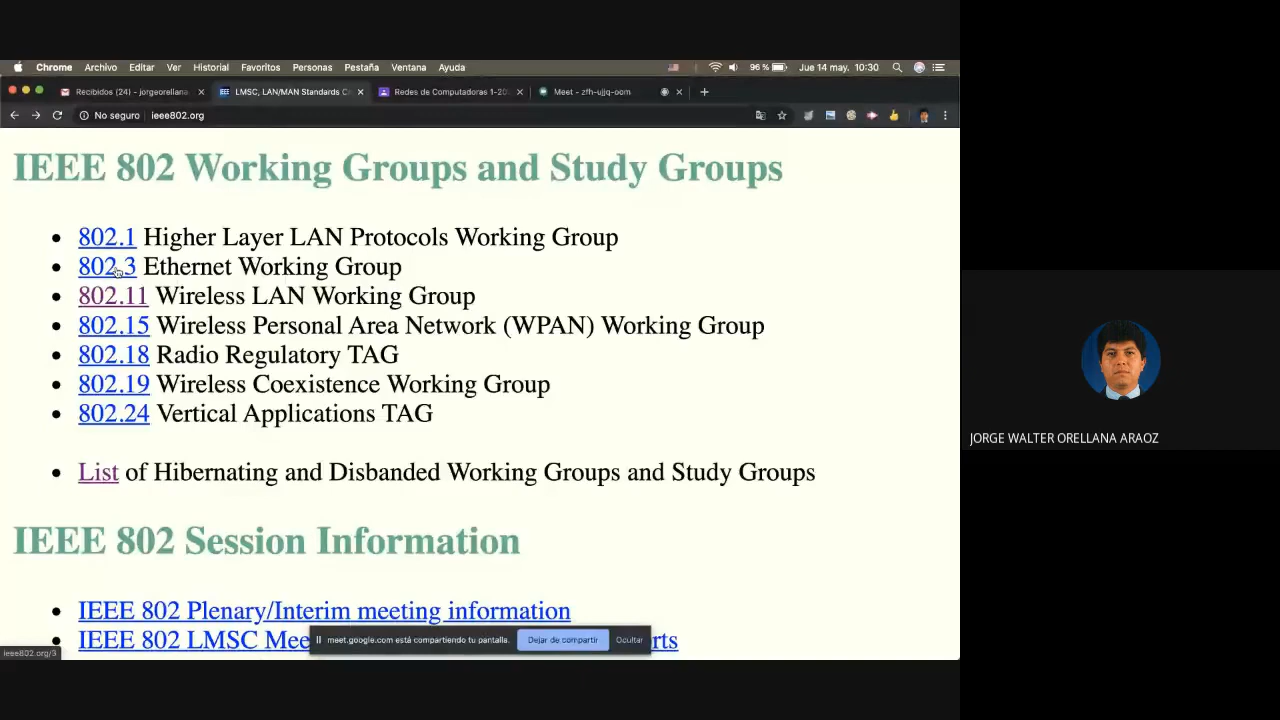 Chrome Archivo Editar Ver Historial Favoritos Personas Pestaña Ventana Ayuda 96 % Jue 14 may. 10:30
Recibidos (24) - jorgeorellana LMSC, LAN/MAN Standards C Redes de Computadoras 1-20 Meet - zfh-ujjq-oom
No seguro ieee802.org
IEEE 802 Working Groups and Study Groups
802.1 Higher Layer LAN Protocols Working Group
802.3 Ethernet Working Group
802.11 Wireless LAN Working Group
802.15 Wireless Personal Area Network (WPAN) Working Group
802.18 Radio Regulatory TAG
802.19 Wireless Coexistence Working Group
802.24 Vertical Applications TAG
JORGE WALTER ORELLANA ARAOZ
List of Hibernating and Disbanded Working Groups and Study Groups
IEEE 802 Session Information
IEEE 802 Plenary/Interim meeting information
IEEE 802 LMSC Mee rts
meet.google.com está compartiendo tu pantalla. Dejar de compartir Ocultar
ieee802.org/3